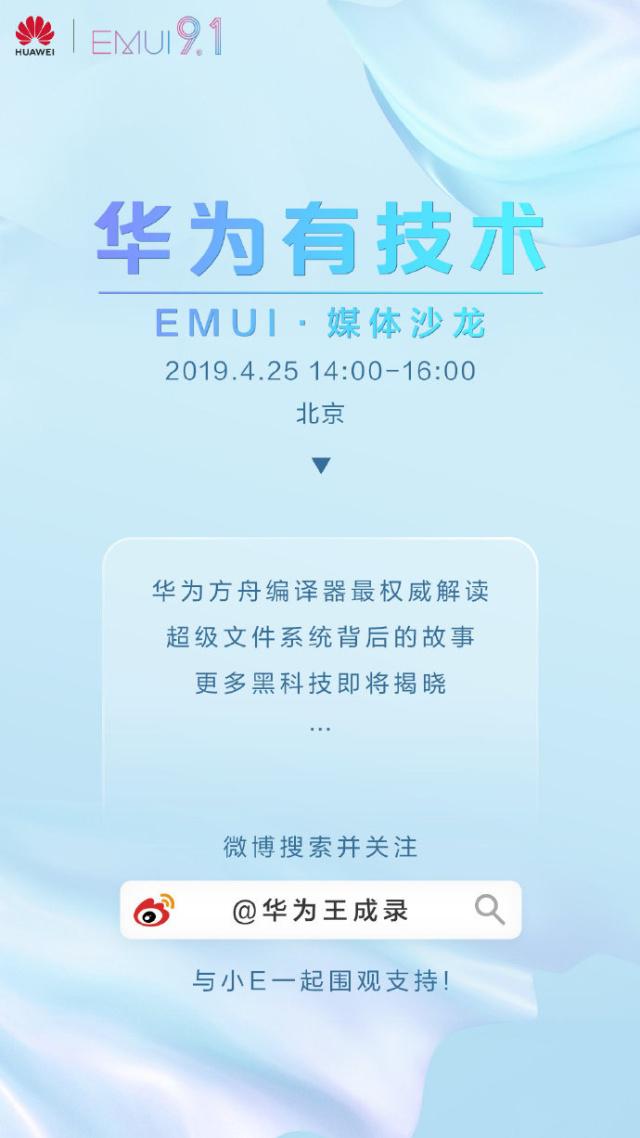 HUAWEI
EMUI 9.1
华为有技术
EMUI · 媒体沙龙
2019.4.25 14:00-16:00
北京
华为方舟编译器最权威解读
超级文件系统背后的故事
更多黑科技即将揭晓
...
微博搜索并关注
@华为王成录
与小E一起围观支持!